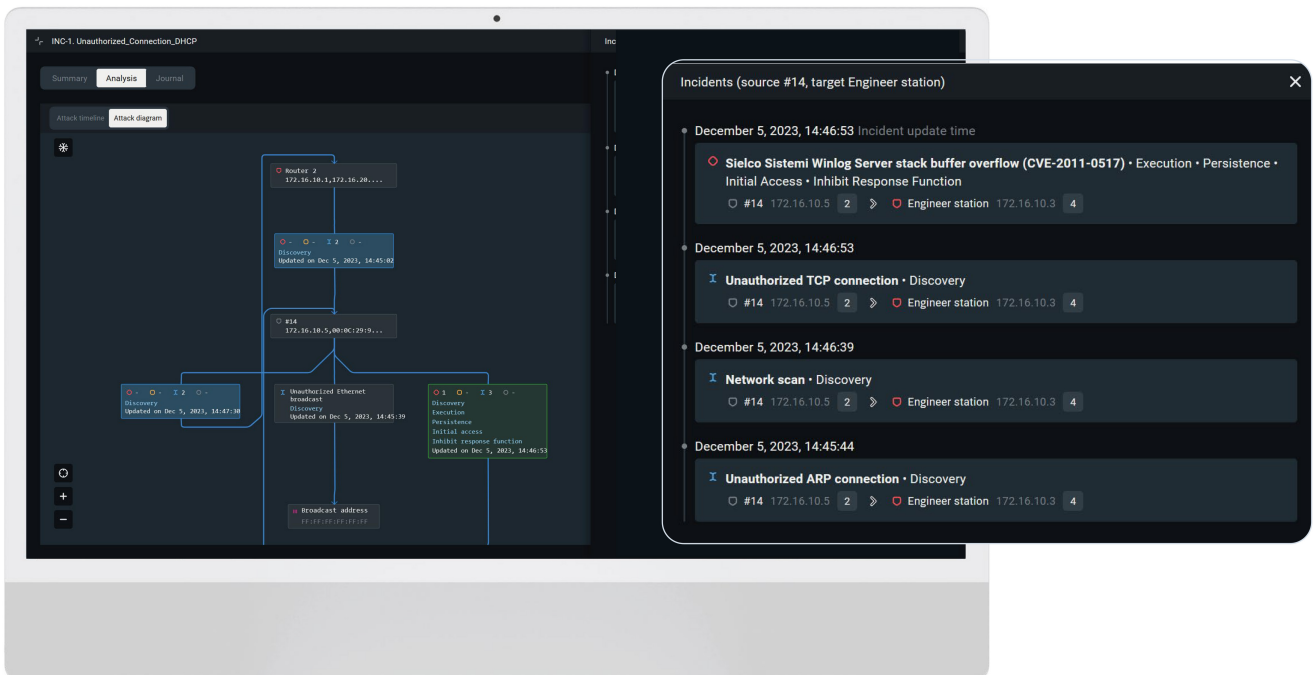 INC-1. Unauthorized_Connection_DHCP
Summary
Analysis
Journal
Attack timeline
Attack diagram
Router 2
172.16.10.1,172.16.20....
- - 2 -
Discovery
Updated on Dec 5, 2023, 14:45:02
#14
172.16.10.5,00:0C:29:9...
- - 2 -
Discovery
Updated on Dec 5, 2023, 14:47:30
Unauthorized Ethernet
broadcast
Discovery
Updated on Dec 5, 2023, 14:45:39
1 - 3 -
Discovery
Execution
Persistence
Initial access
Inhibit response function
Updated on Dec 5, 2023, 14:46:53
Broadcast address
FF:FF:FF:FF:FF:FF
Inc
Incidents (source #14, target Engineer station)
December 5, 2023, 14:46:53 Incident update time
Sielco Sistemi Winlog Server stack buffer overflow (CVE-2011-0517) • Execution • Persistence •
Initial Access • Inhibit Response Function
#14 172.16.10.5 2 Engineer station 172.16.10.3 4
December 5, 2023, 14:46:53
Unauthorized TCP connection • Discovery
#14 172.16.10.5 2 Engineer station 172.16.10.3 4
December 5, 2023, 14:46:39
Network scan • Discovery
#14 172.16.10.5 2 Engineer station 172.16.10.3 4
December 5, 2023, 14:45:44
Unauthorized ARP connection • Discovery
#14 172.16.10.5 2 Engineer station 172.16.10.3 4